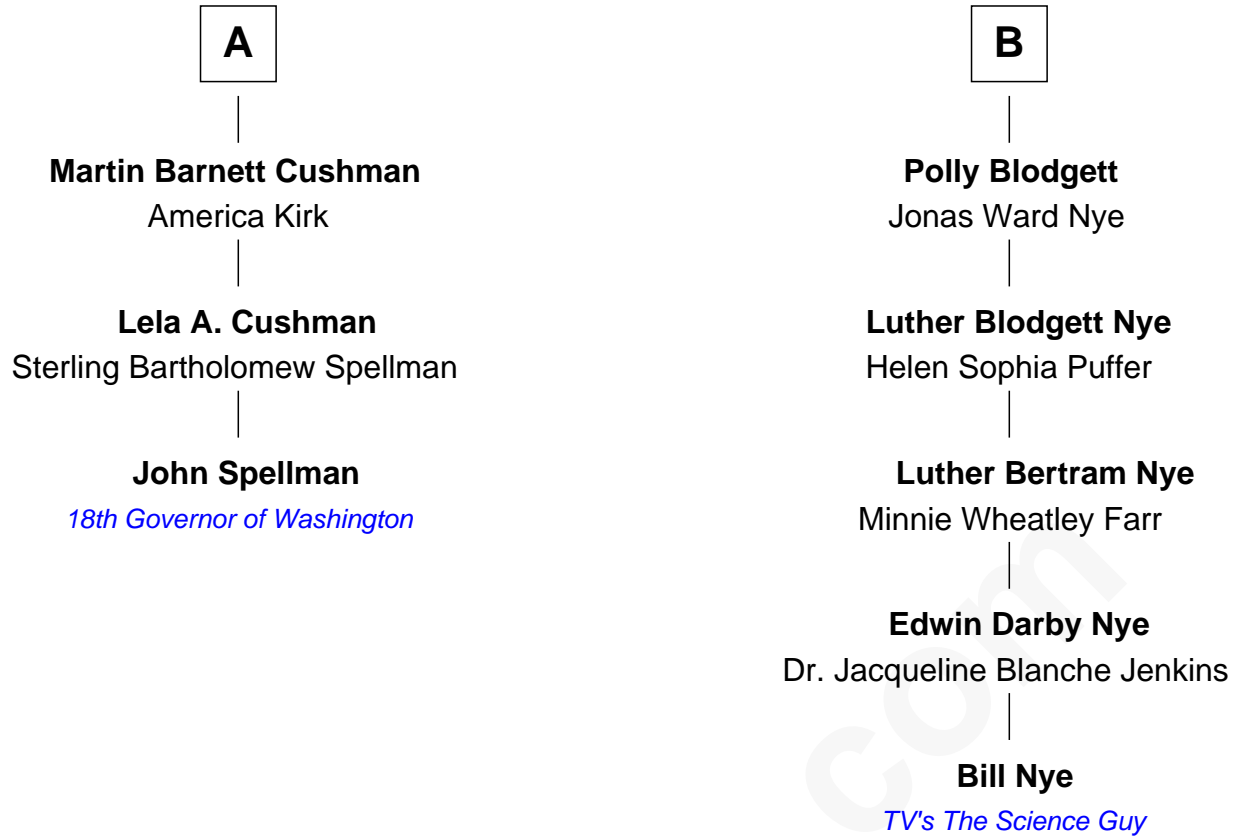 A
Martin Barnett Cushman
America Kirk
Lela A. Cushman
Sterling Bartholomew Spellman
John Spellman
18th Governor of Washington
B
Polly Blodgett
Jonas Ward Nye
Luther Blodgett Nye
Helen Sophia Puffer
Luther Bertram Nye
Minnie Wheatley Farr
Edwin Darby Nye
Dr. Jacqueline Blanche Jenkins
Bill Nye
TV's The Science Guy
com